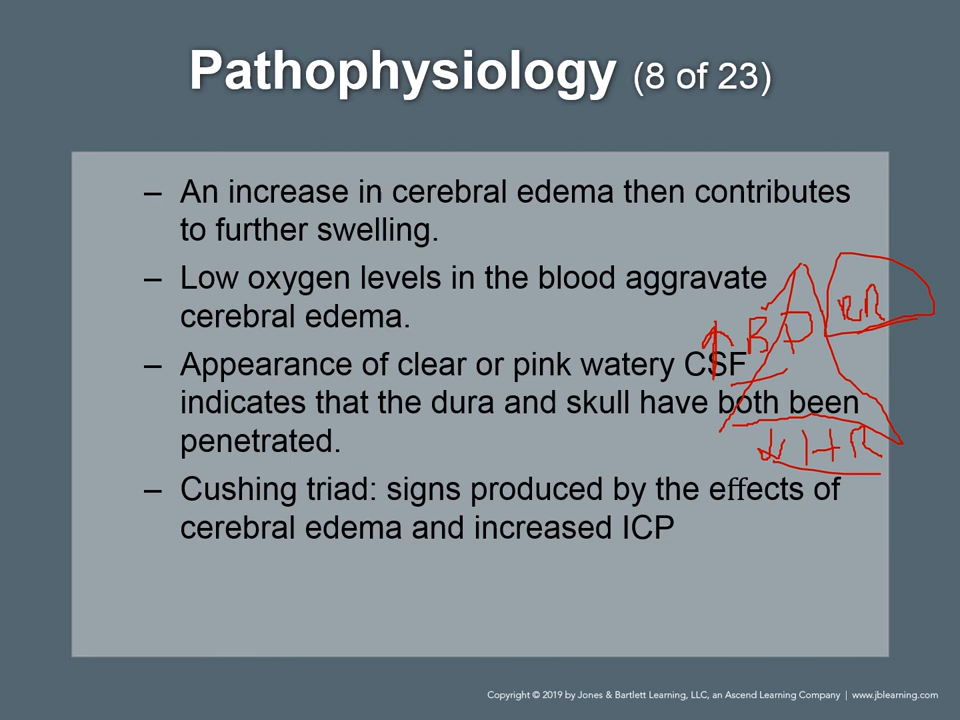 Pathophysiology (8 of 23)
– An increase in cerebral edema then contributes
to further swelling.
– Low oxygen levels in the blood aggravate
cerebral edema.
– Appearance of clear or pink watery CSF
indicates that the dura and skull have both been
penetrated.
– Cushing triad: signs produced by the effects of
cerebral edema and increased ICP
↑ BP
RR
↓ HR
Copyright © 2019 by Jones & Bartlett Learning, LLC, an Ascend Learning Company | www.jblearning.com